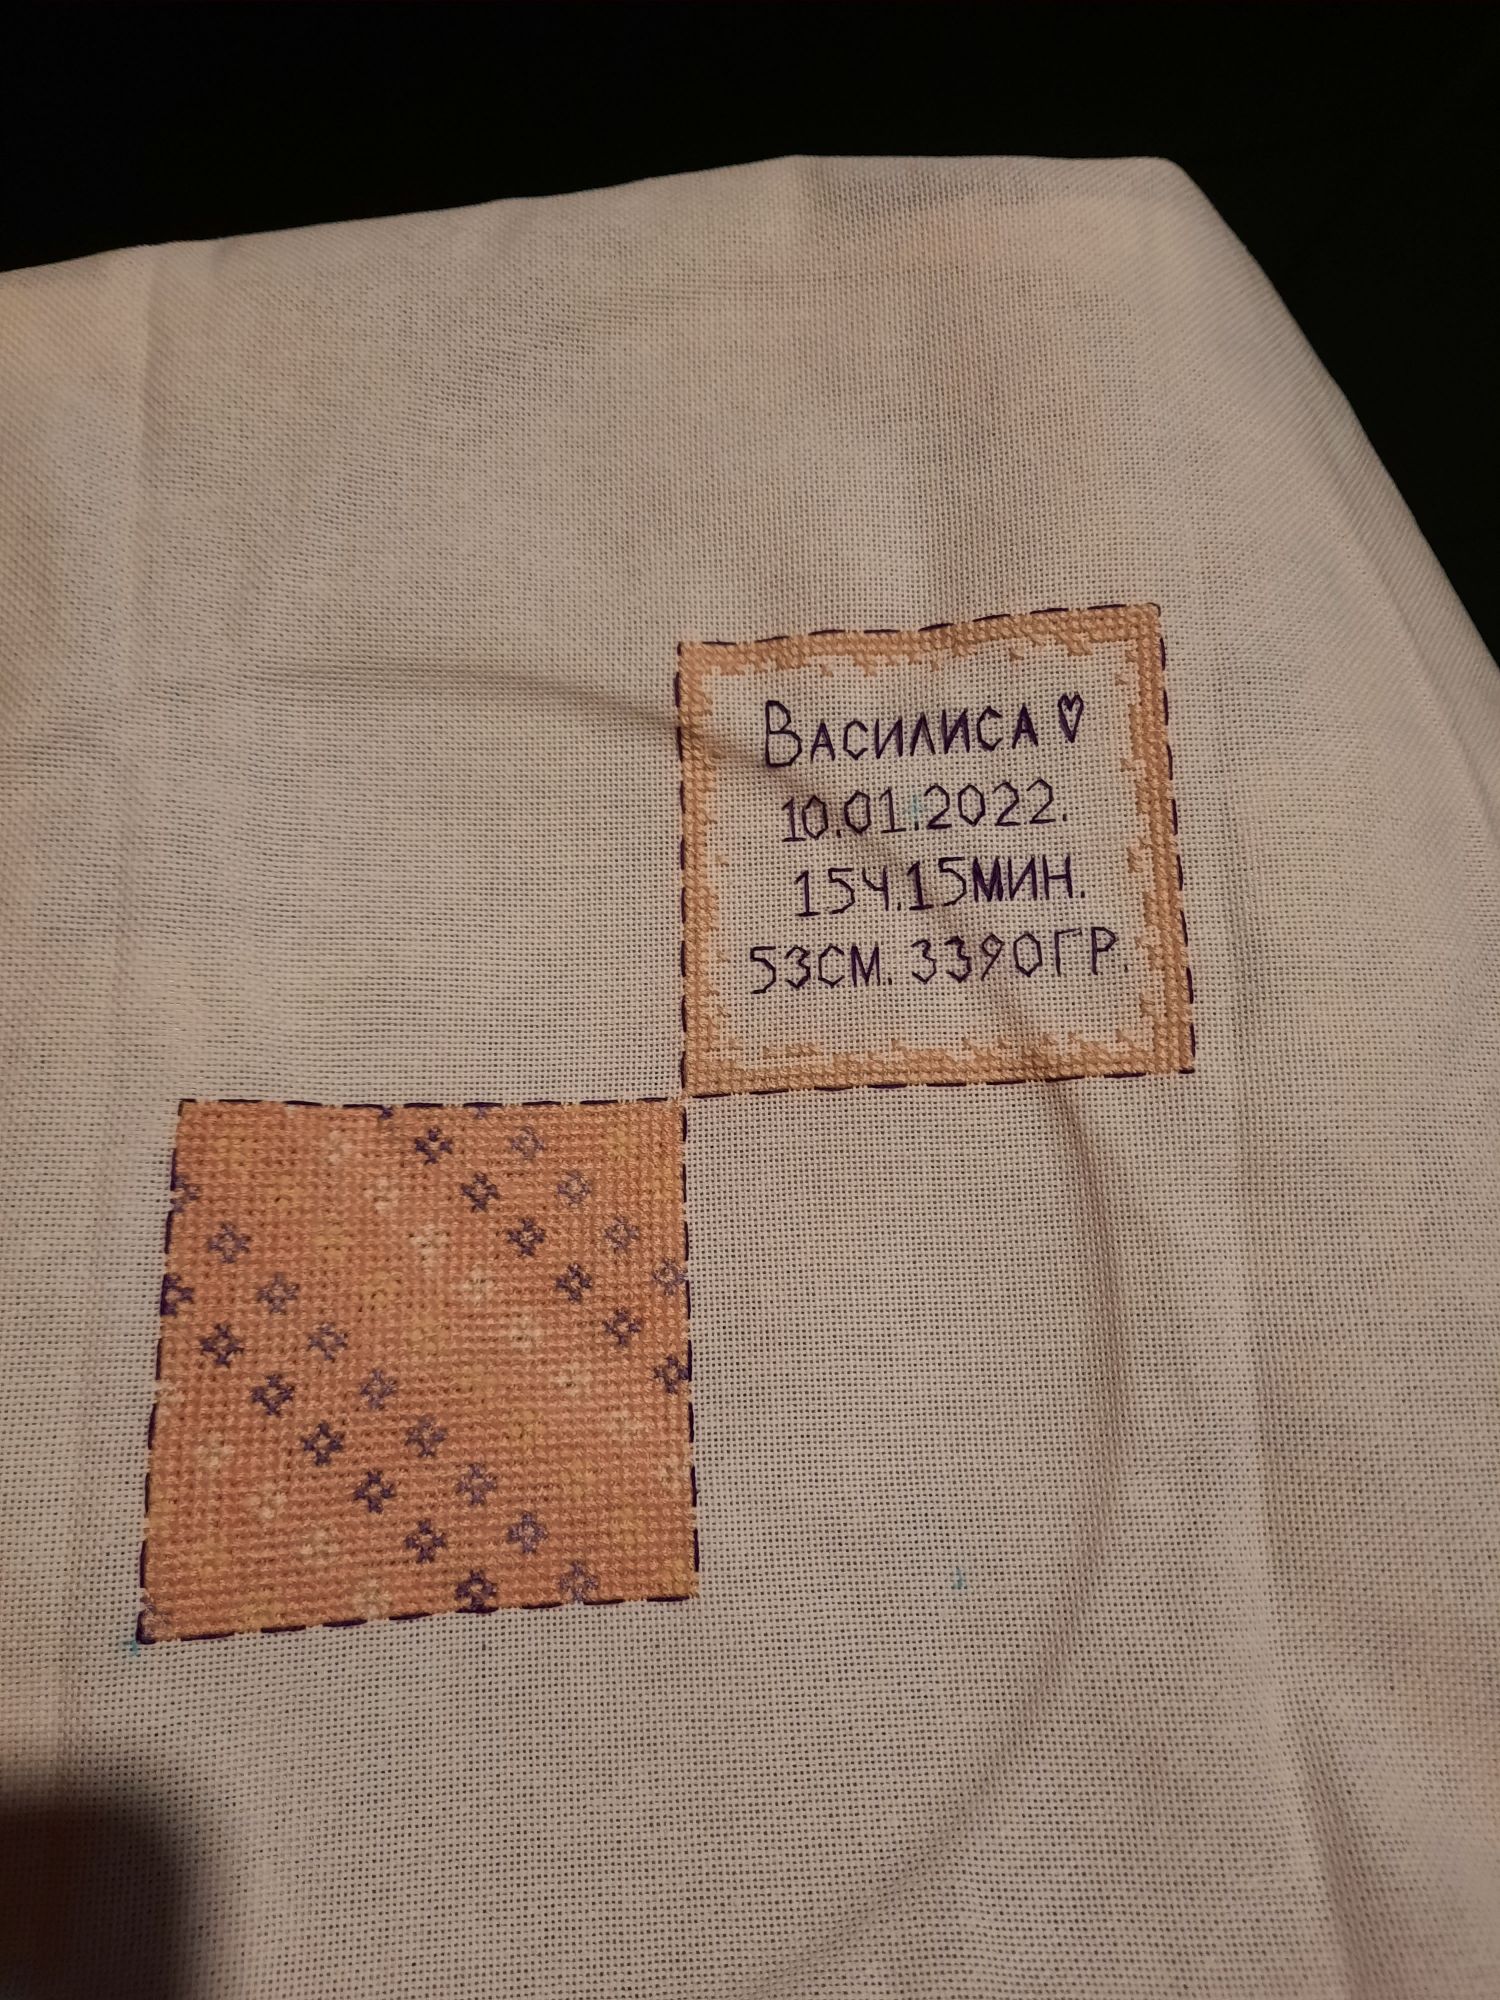 Василиса ♡
10.01.2022.
15ч.15мин.
53см. 3390гр.